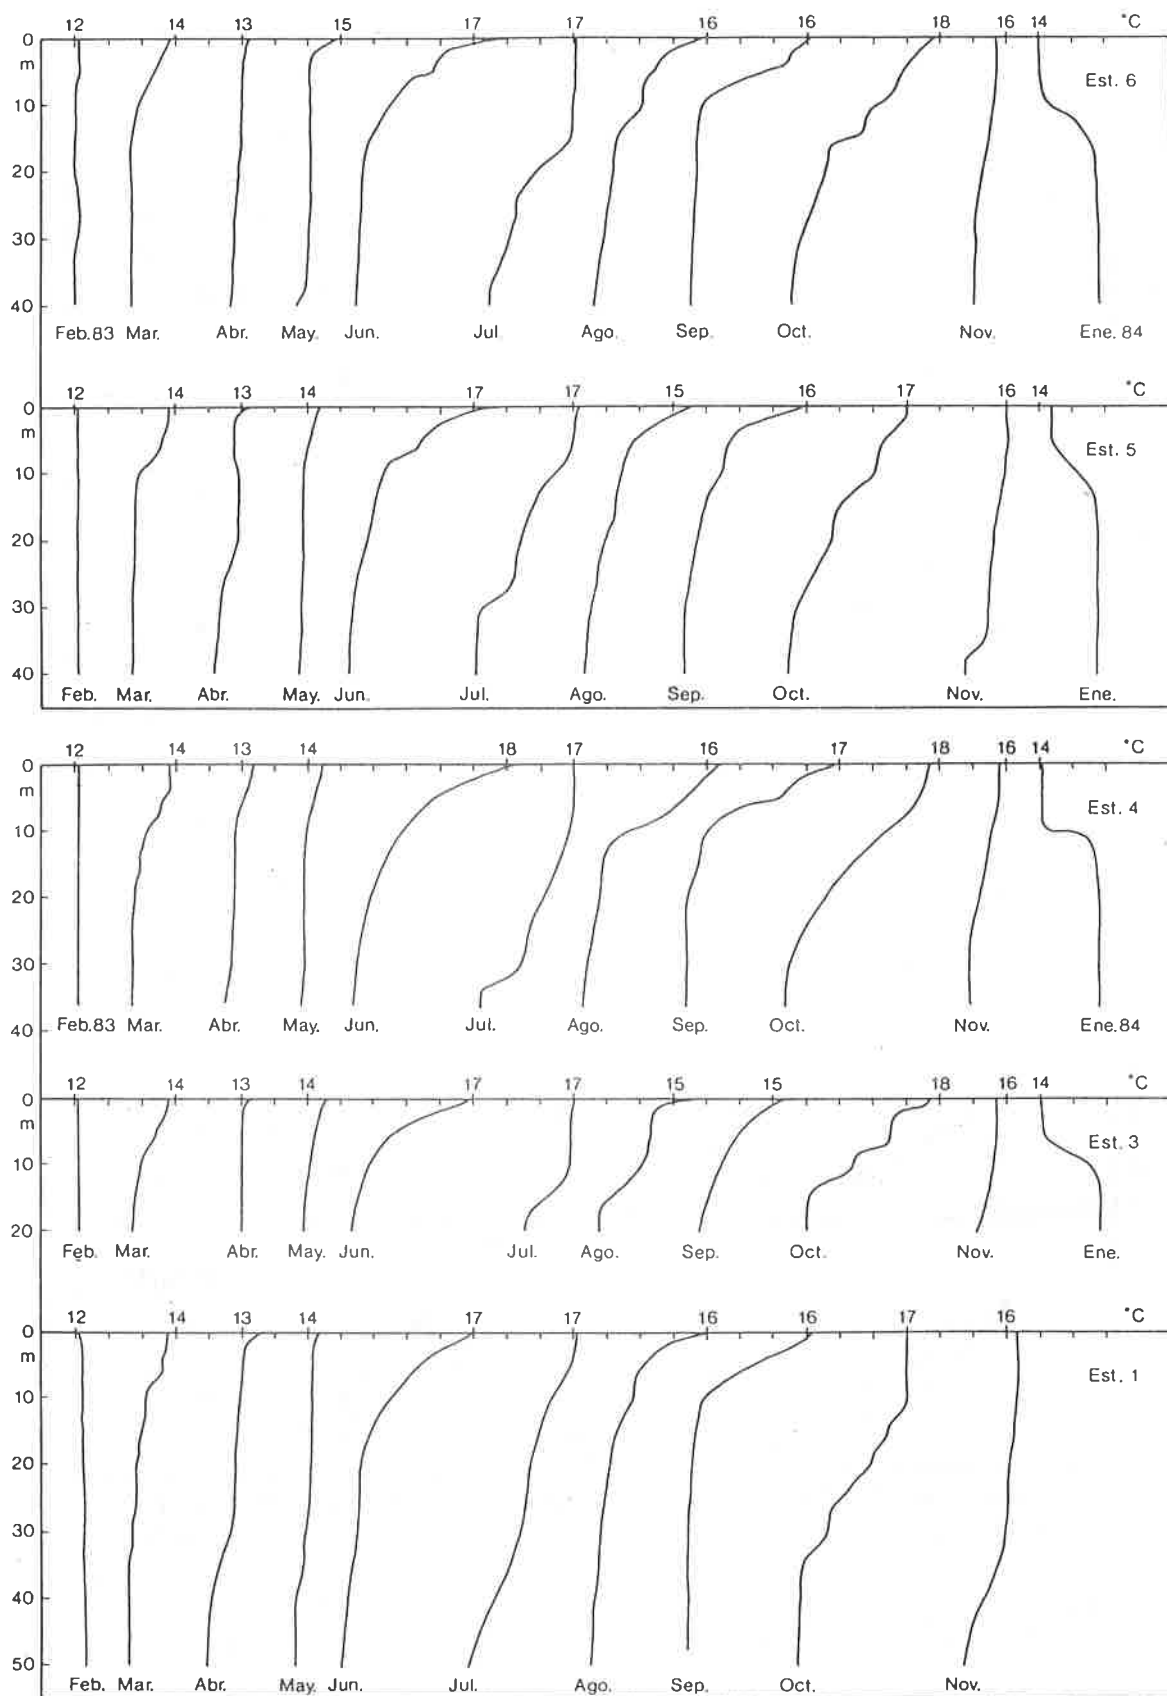 12 14 13 15 17 17 16 16 18 16 14 °C
0
m
Est. 6
10
20
30
40
Feb.83 Mar. Abr. May. Jun. Jul Ago. Sep. Oct. Nov. Ene. 84
12 14 13 14 17 17 15 16 17 16 14 °C
0
m
Est. 5
10
20
30
40
Feb. Mar. Abr. May. Jun. Jul. Ago. Sep. Oct. Nov. Ene.
12 14 13 14 18 17 16 17 18 16 14 °C
0
m
Est. 4
10
20
30
Feb.83 Mar. Abr. May. Jun. Jul. Ago. Sep. Oct. Nov. Ene.84
40
12 14 13 14 17 17 15 15 18 16 14 °C
0
m
Est. 3
10
20
Feb. Mar. Abr. May. Jun. Jul. Ago. Sep. Oct. Nov. Ene.
12 14 13 14 17 17 16 16 17 16 °C
0
m
Est. 1
10
20
30
40
50
Feb. Mar. Abr. May. Jun. Jul. Ago. Sep. Oct. Nov.